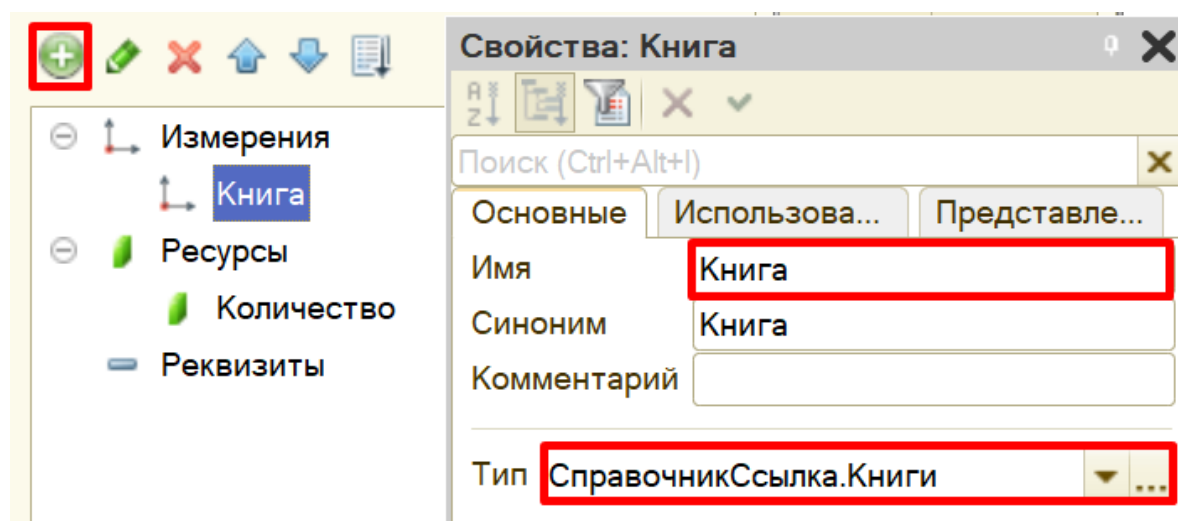 Свойства: Книга
Поиск (Ctrl+Alt+I)
Измерения
Книга
Ресурсы
Количество
Реквизиты
Основные
Использова...
Представле...
Имя
Книга
Синоним
Книга
Комментарий
Тип
СправочникСсылка.Книги
...